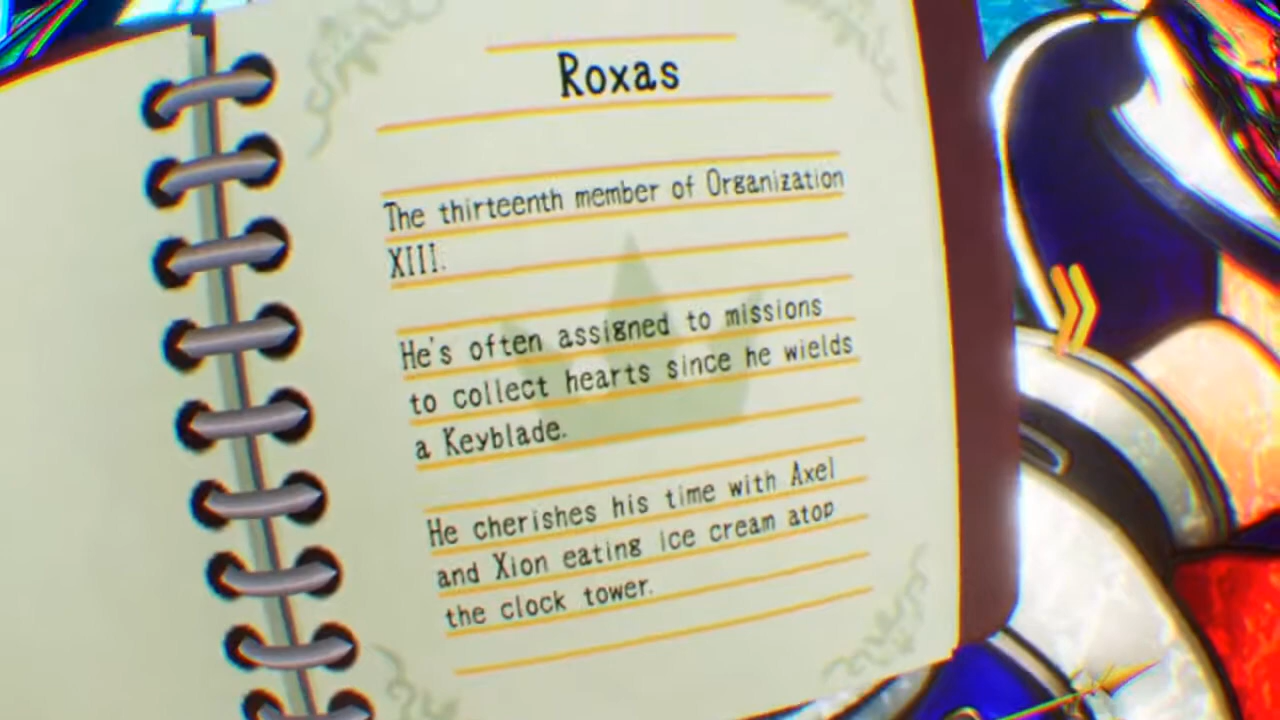 Roxas
The thirteenth member of Organization
XIII.
He's often assigned to missions
to collect hearts since he wields
a Keyblade.
He cherishes his time with Axel
and Xion eating ice cream atop
the clock tower.